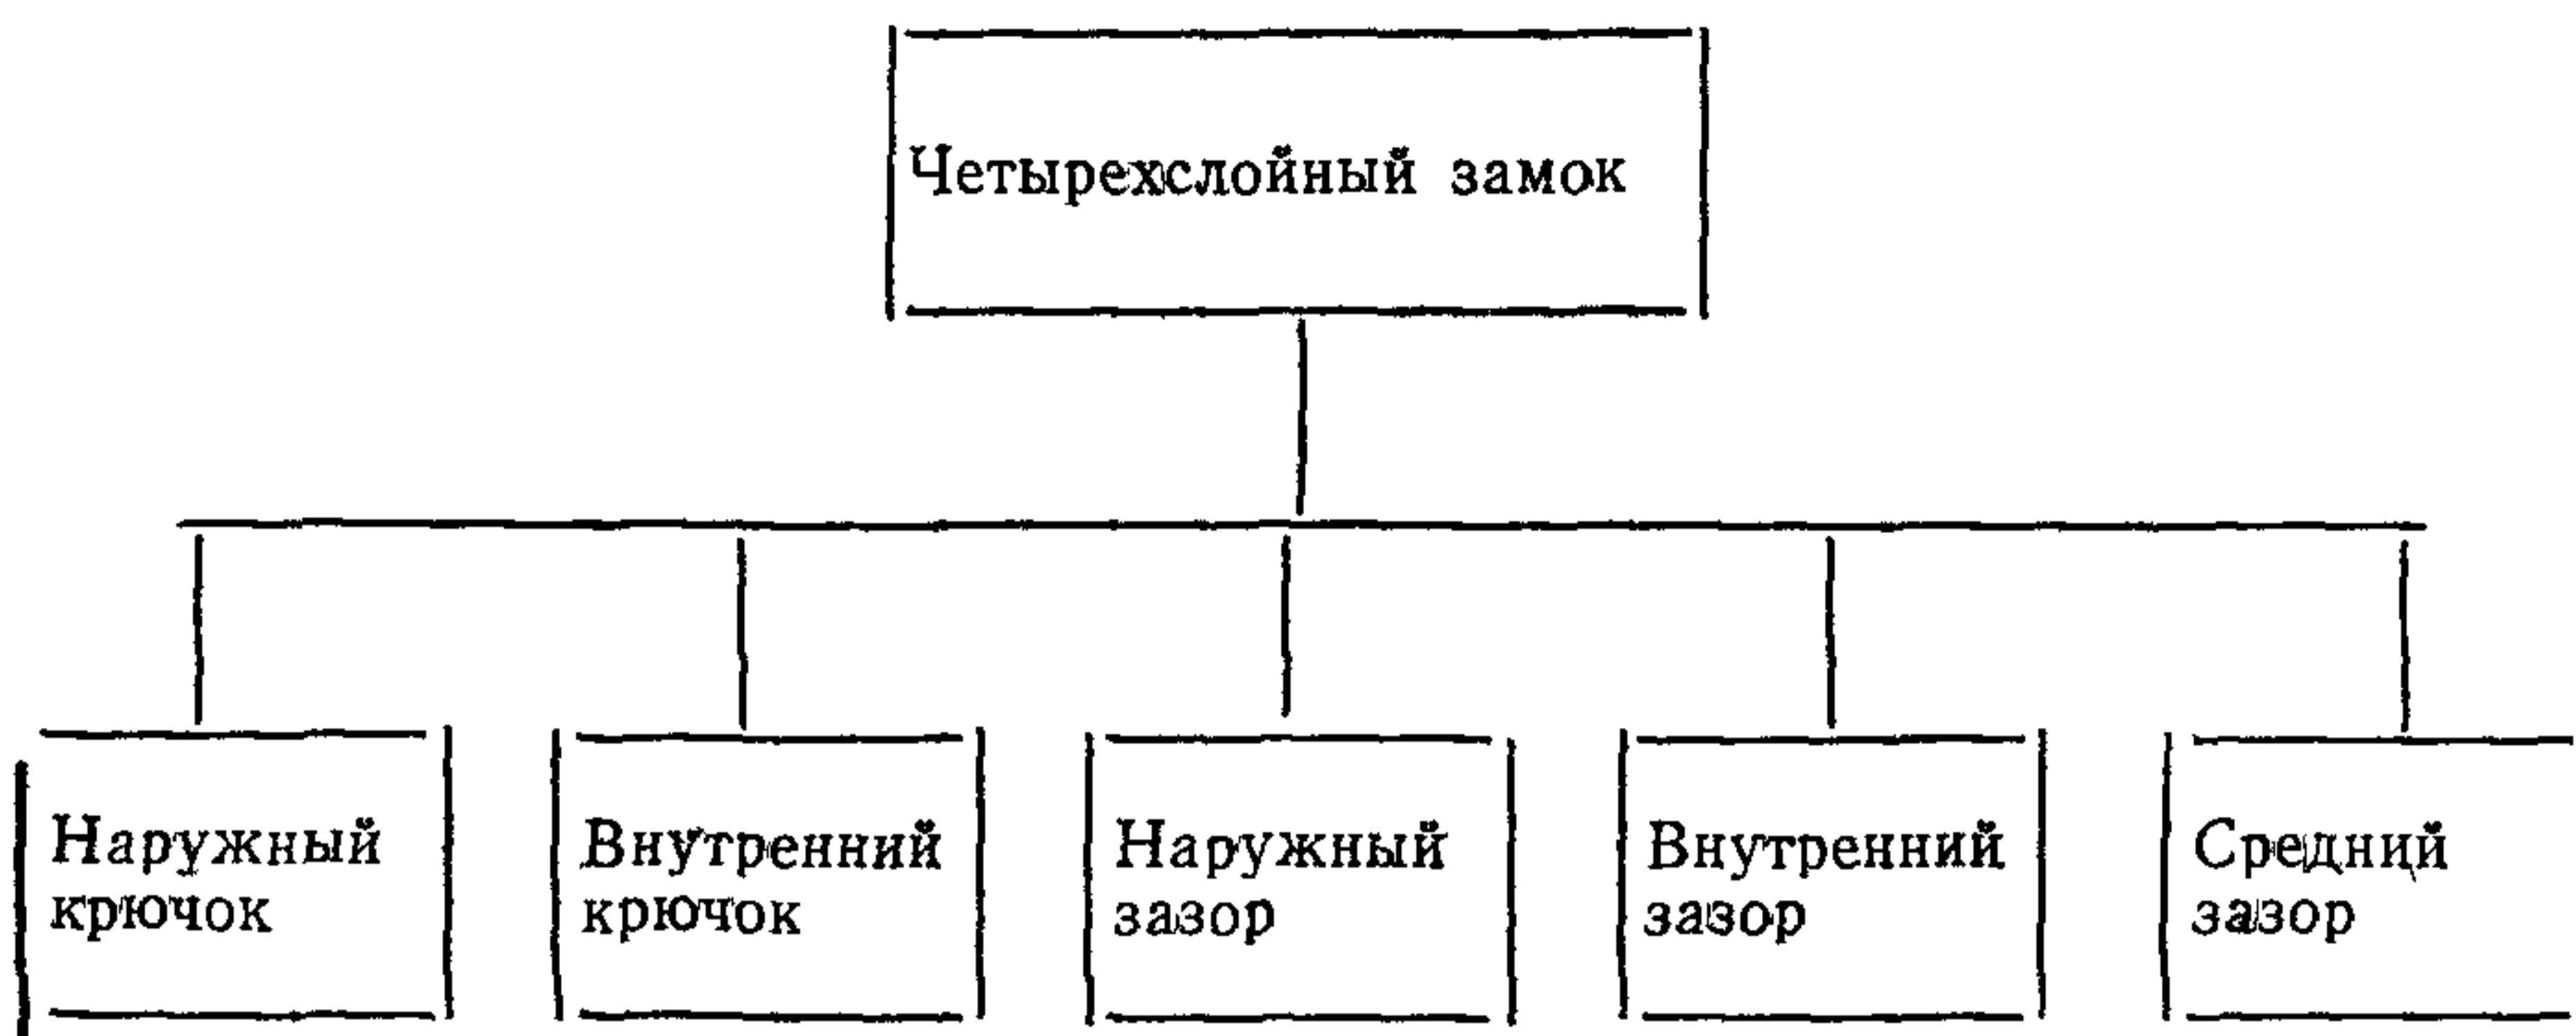 Четырехслойный замок
Наружный
крючок
Внутренний
крючок
Наружный
зазор
Внутренний
зазор
Средний
зазор